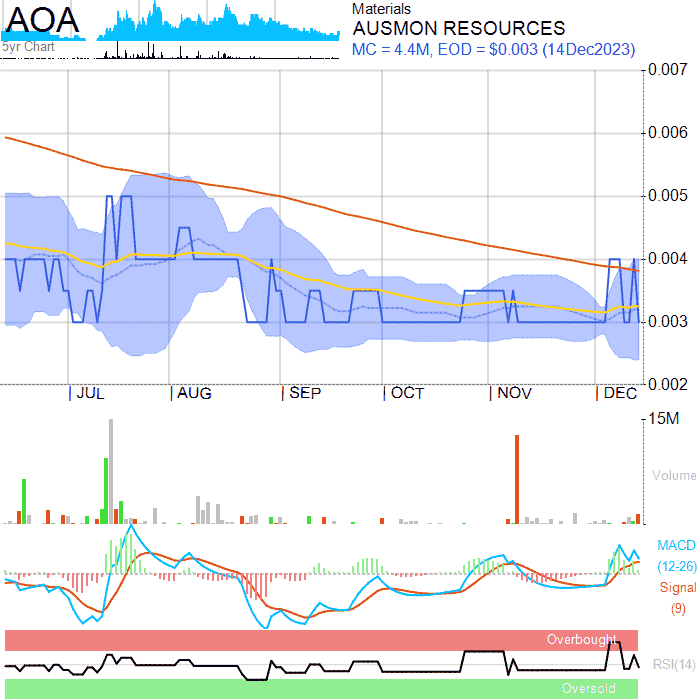 AOA
5yr Chart
Materials
AUSMON RESOURCES
MC = 4.4M, EOD = $0.003 (14Dec2023)
0.007
0.006
0.005
0.004
0.003
0.002
JUL AUG SEP OCT NOV DEC
15M
Volume
MACD
(12-26)
Signal
(9)
Overbought
RSI(14)
Oversold